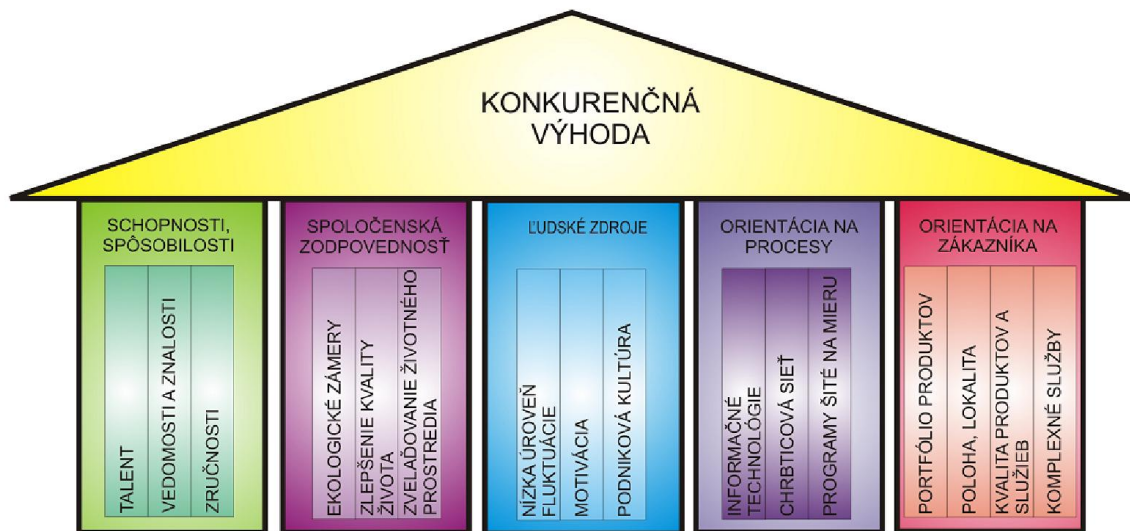 KONKURENČNÁ
VÝHODA
SCHOPNOSTI,
SPÔSOBILOSTI
TALENT
VEDOMOSTI A ZNALOSTI
ZRUČNOSTI
SPOLOČENSKÁ
ZODPOVEDNOSŤ
EKOLOGICKÉ ZÁMERY
ZLEPŠENIE KVALITY
ŽIVOTA
ZVELAĎOVANIE ŽIVOTNÉHO
PROSTREDIA
ĽUDSKÉ ZDROJE
NÍZKA ÚROVEŇ
FLUKTUÁCIE
MOTIVÁCIA
PODNIKOVÁ KULTÚRA
ORIENTÁCIA NA
PROCESY
INFORMAČNÉ
TECHNOLÓGIE
CHRBTICOVÁ SIEŤ
PROGRAMY ŠITÉ NA MIERU
ORIENTÁCIA NA
ZÁKAZNÍKA
PORTFÓLIO PRODUKTOV
POLOHA, LOKALITA
KVALITA PRODUKTOV A
SLUŽIEB
KOMPLEXNÉ SLUŽBY